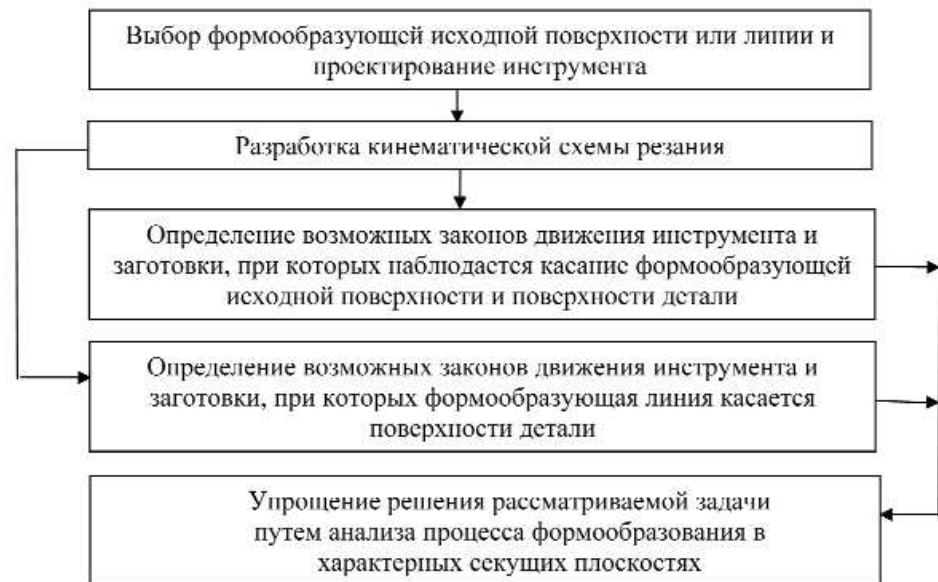 Выбор формообразующей исходной поверхности или линии и
проектирование инструмента
Разработка кинематической схемы резания
Определение возможных законов движения инструмента и
заготовки, при которых наблюдается касание формообразующей
исходной поверхности и поверхности детали
Определение возможных законов движения инструмента и
заготовки, при которых формообразующая линия касается
поверхности детали
Упрощение решения рассматриваемой задачи
путем анализа процесса формообразования в
характерных секущих плоскостях